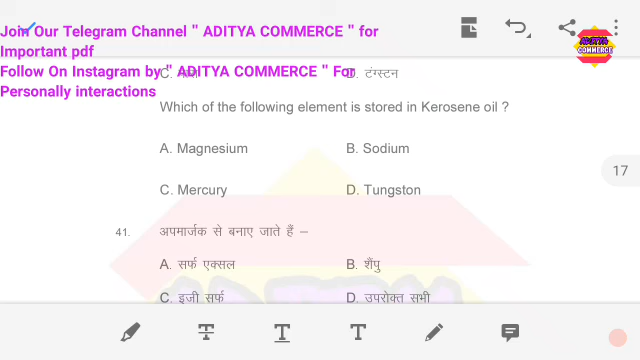 Join Our Telegram Channel " ADITYA COMMERCE " for
Important pdf
Follow On Instagram by " ADITYA COMMERCE " For
Personally interactions
ADITYA
COMMERCE
C. D. टंगस्टन
Which of the following element is stored in Kerosene oil ?
A. Magnesium B. Sodium
17
C. Mercury D. Tungston
41. अपमार्जक से बनाए जाते हैं –
A. सर्फ एक्सल B. शैंपु
C. इजी सर्फ D. उपरोक्त सभी